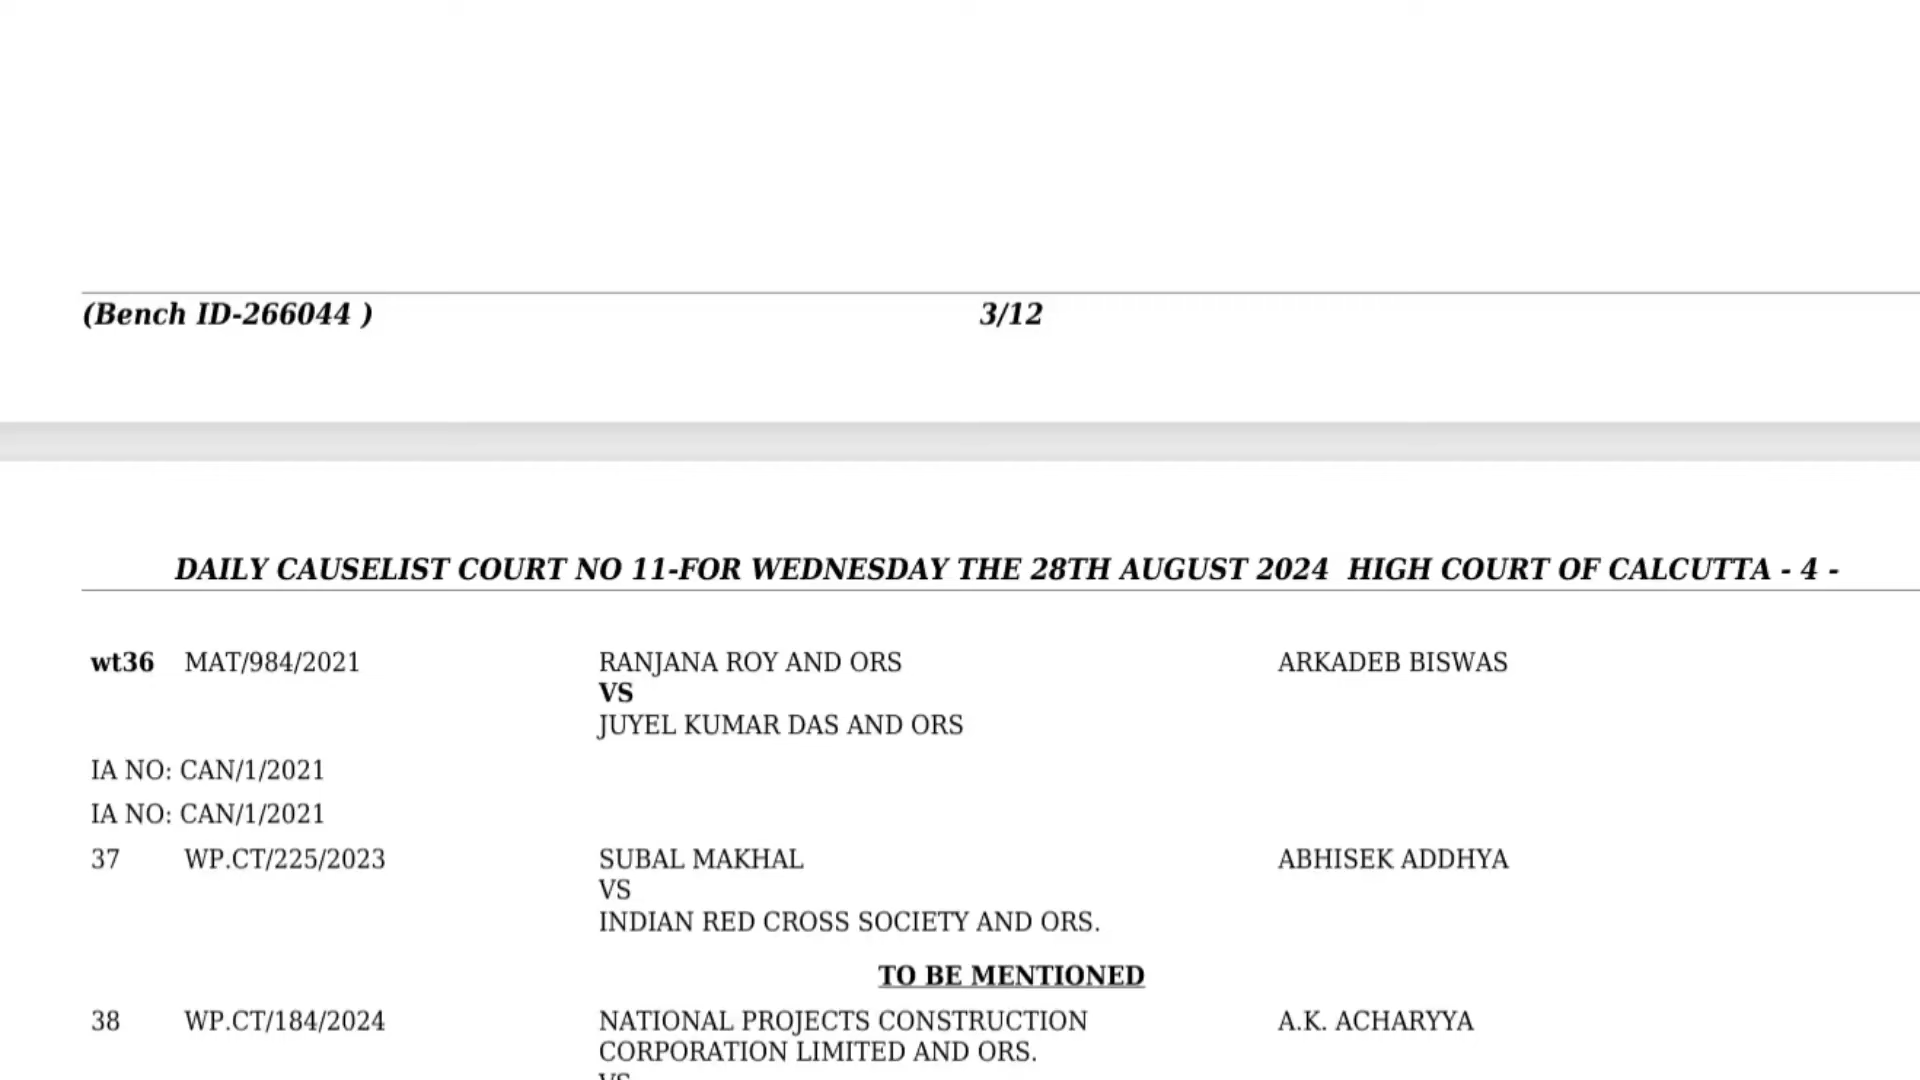 (Bench ID-266044 ) 3/12
DAILY CAUSELIST COURT NO 11-FOR WEDNESDAY THE 28TH AUGUST 2024 HIGH COURT OF CALCUTTA - 4 -
wt36 MAT/984/2021 RANJANA ROY AND ORS ARKADEB BISWAS
VS
JUYEL KUMAR DAS AND ORS
IA NO: CAN/1/2021
IA NO: CAN/1/2021
37 WP.CT/225/2023 SUBAL MAKHAL ABHISEK ADDHYA
VS
INDIAN RED CROSS SOCIETY AND ORS.
TO BE MENTIONED
38 WP.CT/184/2024 NATIONAL PROJECTS CONSTRUCTION A.K. ACHARYYA
CORPORATION LIMITED AND ORS.
VS